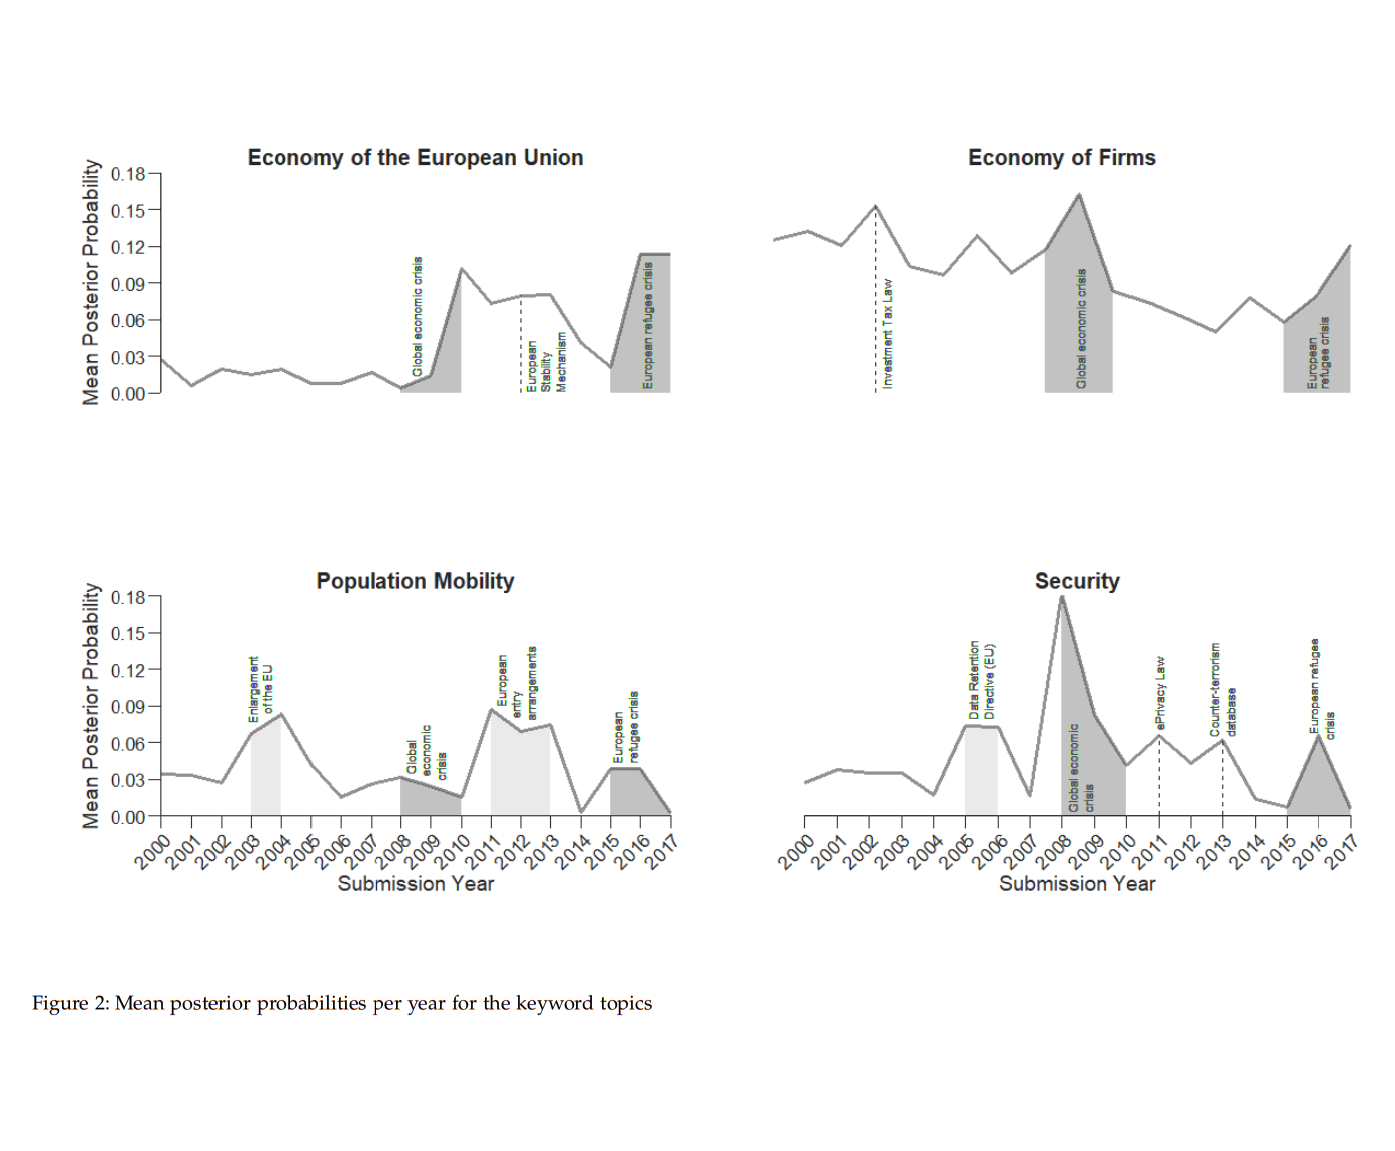 Economy of the European Union
Mean Posterior Probability
0.18
0.15
0.12
0.09
0.06
0.03
0.00
Global economic crisis
European
Stability
Mechanism
European refugee crisis
Economy of Firms
Investment Tax Law
Global economic crisis
European
refugee crisis
Population Mobility
Mean Posterior Probability
0.18
0.15
0.12
0.09
0.06
0.03
0.00
Enlargement
of the EU
Global
economic
crisis
European
entry
arrangements
European
refugee crisis
2000
2001
2002
2003
2004
2005
2006
2007
2008
2009
2010
2011
2012
2013
2014
2015
2016
2017
Submission Year
Security
Data Retention
Directive (EU)
Global economic
crisis
ePrivacy Law
Counter-terrorism
database
European refugee
crisis
2000
2001
2002
2003
2004
2005
2006
2007
2008
2009
2010
2011
2012
2013
2014
2015
2016
2017
Submission Year
Figure 2: Mean posterior probabilities per year for the keyword topics